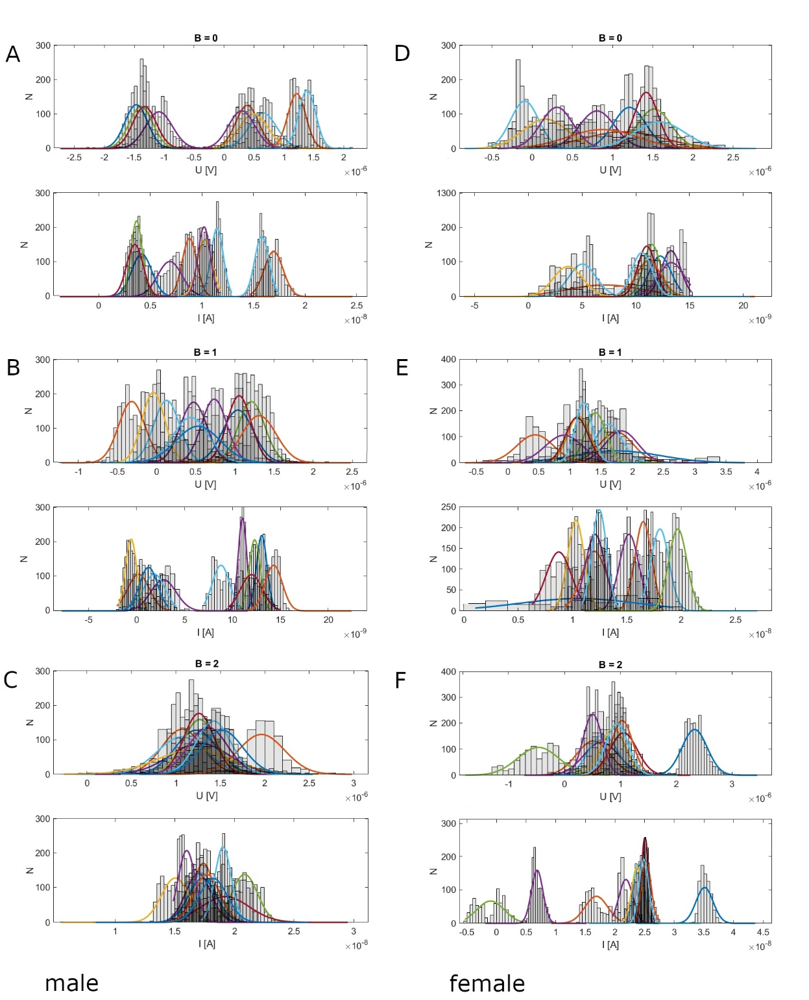 A
B = 0
300
200
100
0
N
-2.5 -2 -1.5 -1 -0.5 0 0.5 1 1.5 2
U [V]
×10⁻⁶
300
200
100
0
N
0 0.5 1 1.5 2 2.5
I [A]
×10⁻⁸
B
B = 1
300
200
100
0
N
-1 -0.5 0 0.5 1 1.5 2 2.5
U [V]
×10⁻⁶
300
200
100
0
N
-5 0 5 10 15 20
I [A]
×10⁻⁹
C
B = 2
300
200
100
0
N
0 0.5 1 1.5 2 2.5 3
U [V]
×10⁻⁶
300
200
100
0
N
1 1.5 2 2.5 3
I [A]
×10⁻⁸
male
D
B = 0
300
200
100
0
N
-0.5 0 0.5 1 1.5 2 2.5
U [V]
×10⁻⁶
1300
200
100
0
N
-5 0 5 10 15 20
I [A]
×10⁻⁹
E
B = 1
400
300
200
100
0
N
-0.5 0 0.5 1 1.5 2 2.5 3 3.5 4
U [V]
×10⁻⁶
250
200
150
100
50
0
N
0 0.5 1 1.5 2 2.5
I [A]
×10⁻⁸
F
B = 2
400
300
200
100
0
N
-1 0 1 2 3
U [V]
×10⁻⁶
300
200
100
0
N
-0.5 0 0.5 1 1.5 2 2.5 3 3.5 4 4.5
I [A]
×10⁻⁸
female